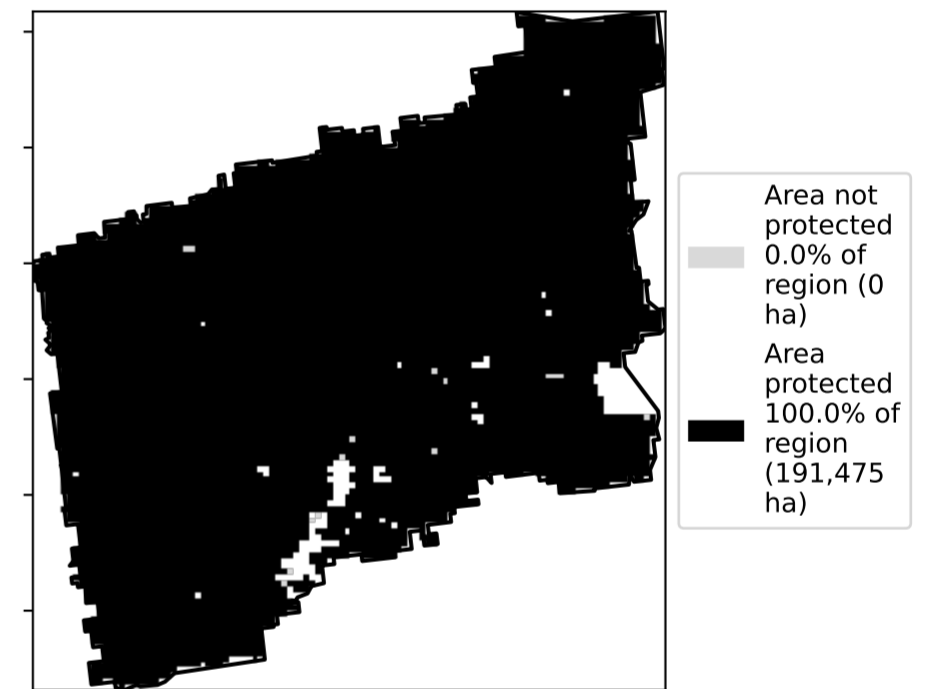 Area not
protected
0.0% of
region (0
ha)
Area
protected
100.0% of
region
(191,475
ha)